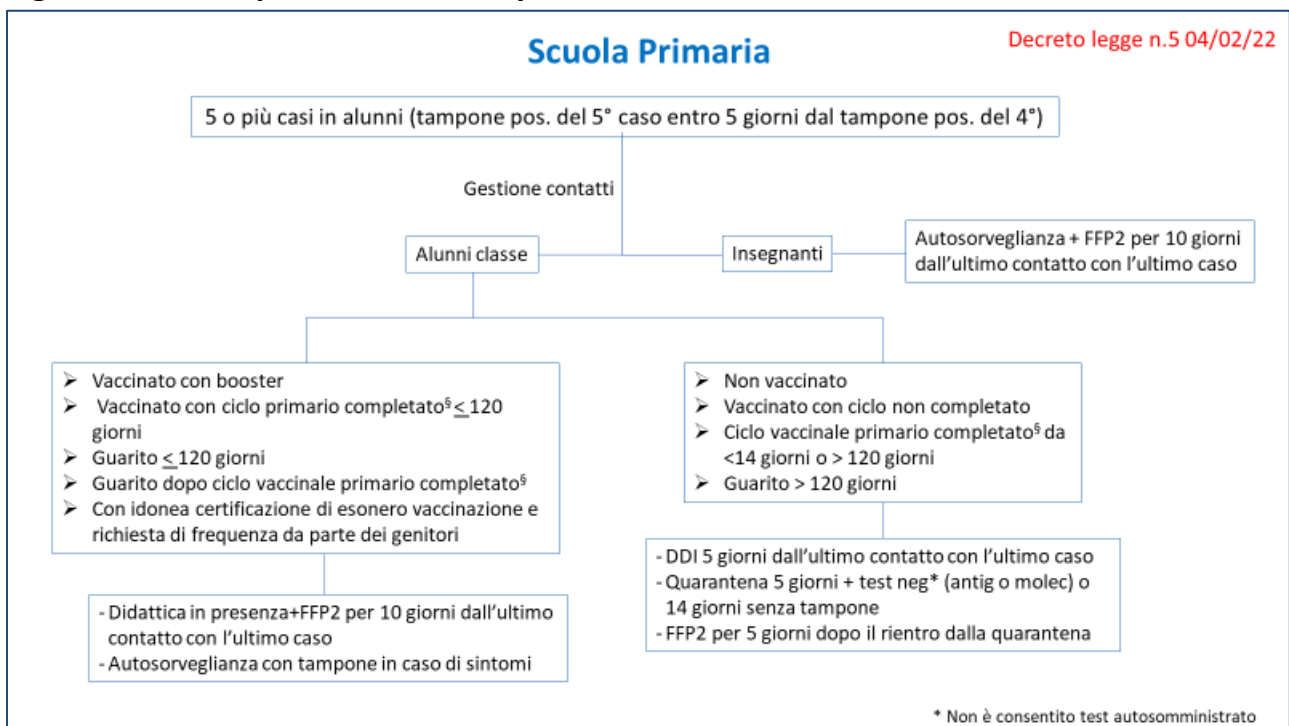 Scuola Primaria
Decreto legge n.5 04/02/22
5 o più casi in alunni (tampone pos. del 5° caso entro 5 giorni dal tampone pos. del 4°)
Gestione contatti
Alunni classe
Insegnanti
Autosorveglianza + FFP2 per 10 giorni
dall'ultimo contatto con l'ultimo caso
➢ Vaccinato con booster
➢ Vaccinato con ciclo primario completato§ ≤ 120
giorni
➢ Guarito ≤ 120 giorni
➢ Guarito dopo ciclo vaccinale primario completato§
➢ Con idonea certificazione di esonero vaccinazione e
richiesta di frequenza da parte dei genitori
➢ Non vaccinato
➢ Vaccinato con ciclo non completato
➢ Ciclo vaccinale primario completato§ da
<14 giorni o > 120 giorni
➢ Guarito > 120 giorni
- Didattica in presenza+FFP2 per 10 giorni dall'ultimo
contatto con l'ultimo caso
- Autosorveglianza con tampone in caso di sintomi
- DDI 5 giorni dall'ultimo contatto con l'ultimo caso
- Quarantena 5 giorni + test neg* (antig o molec) o
14 giorni senza tampone
- FFP2 per 5 giorni dopo il rientro dalla quarantena
* Non è consentito test autosomministrato